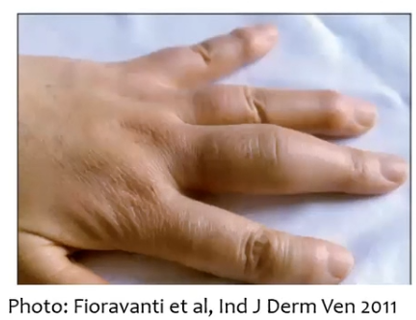 Photo: Fioravanti et al, Ind J Derm Ven 2011